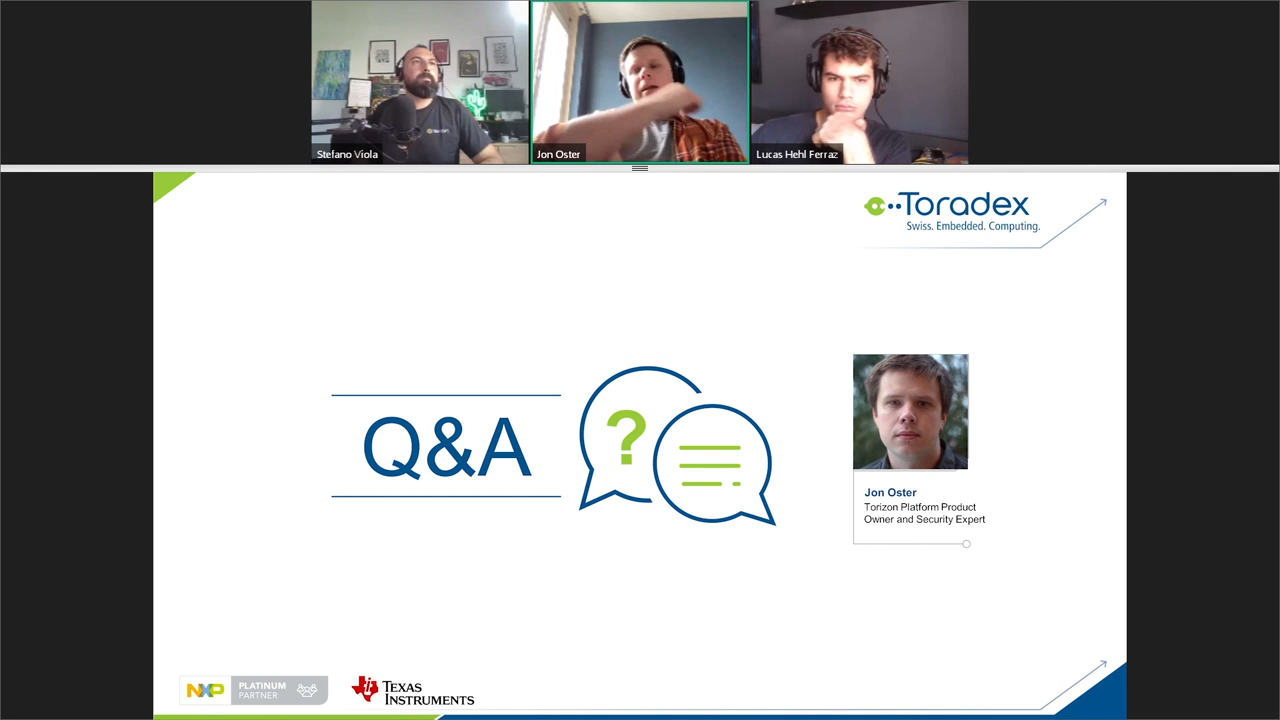 Stefano Viola
Jon Oster
Lucas Hehl Ferraz
Toradex
Swiss. Embedded. Computing.
Q&A
?
Jon Oster
Torizon Platform Product
Owner and Security Expert
NXP
PLATINUM
PARTNER
TEXAS
INSTRUMENTS